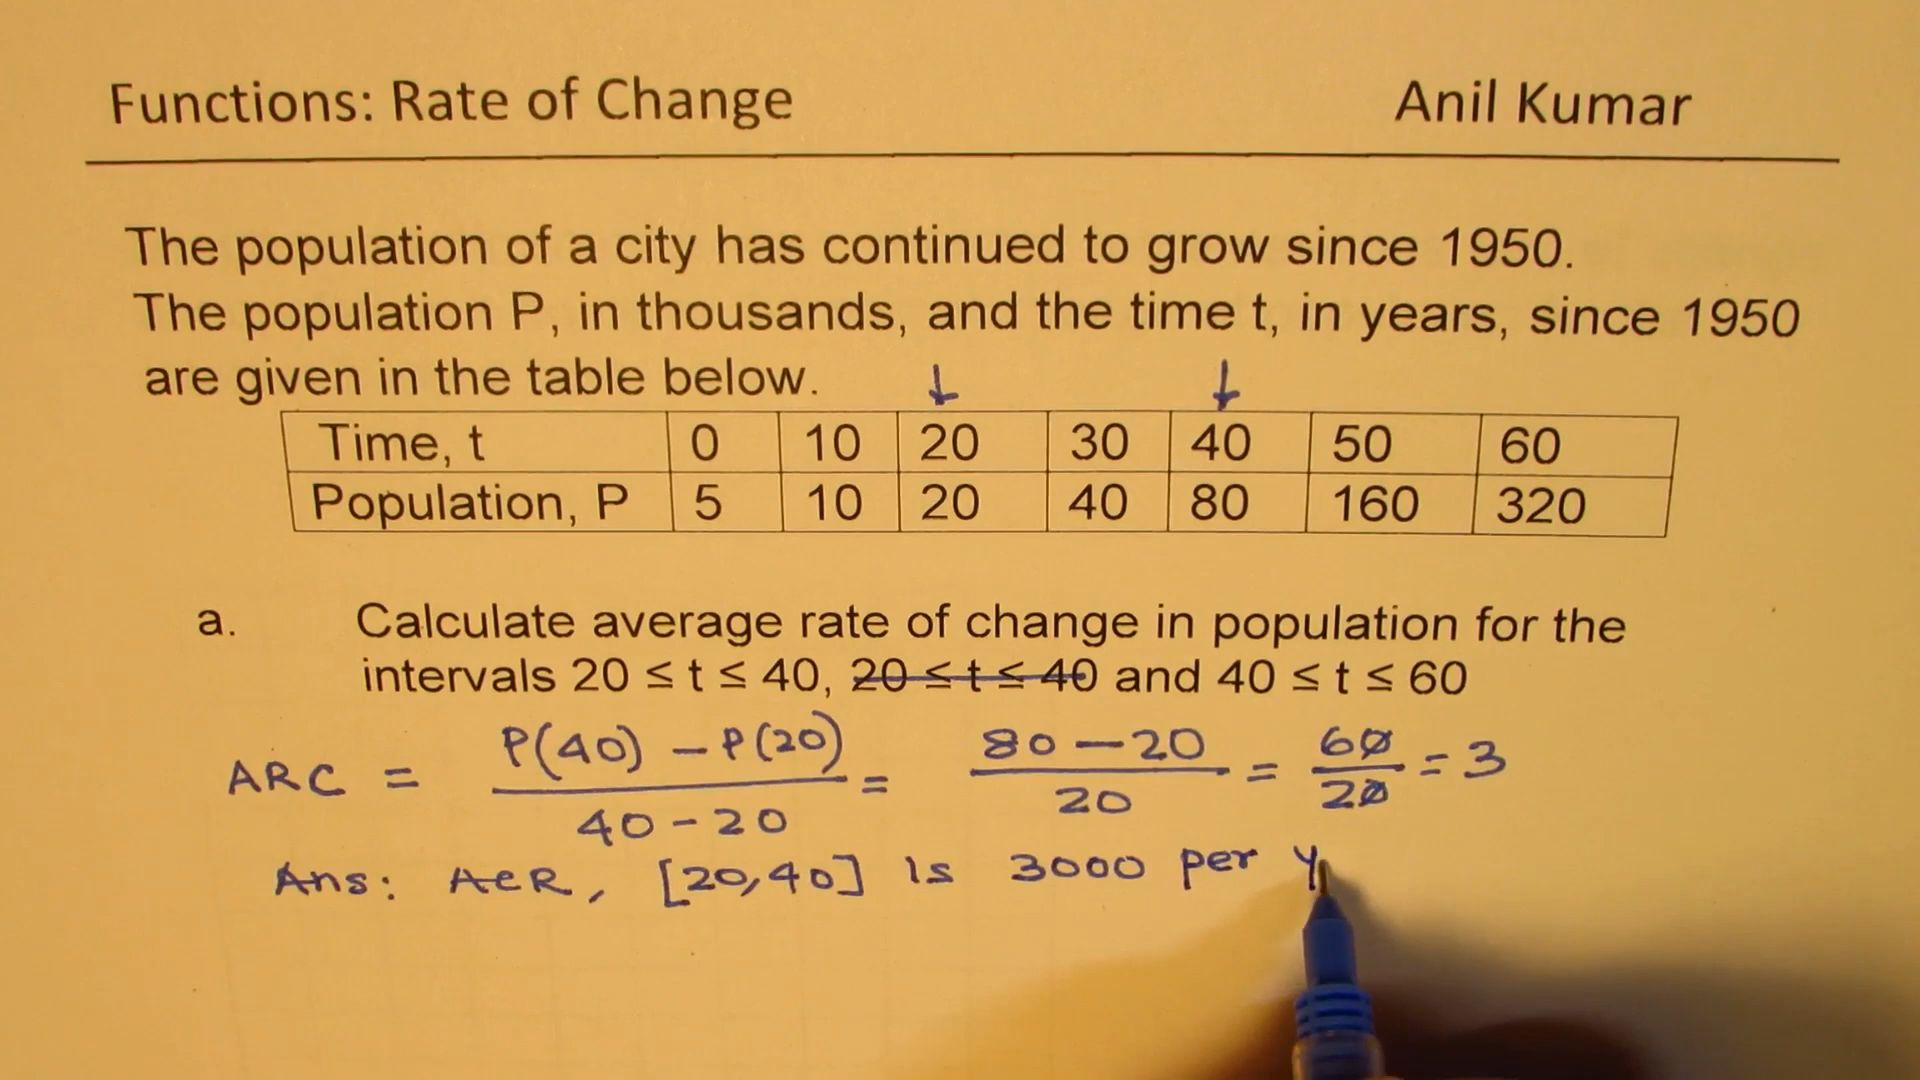 Functions: Rate of Change Anil Kumar
The population of a city has continued to grow since 1950.
The population P, in thousands, and the time t, in years, since 1950
are given in the table below. ↓ ↓
Time, t 0 10 20 30 40 50 60
Population, P 5 10 20 40 80 160 320
a. Calculate average rate of change in population for the
intervals 20 ≤ t ≤ 40, 20 ≤ t ≤ 40 and 40 ≤ t ≤ 60
ARC = P(40) - P(20) / 40 - 20 = 80 - 20 / 20 = 60 / 20 = 3
Ans: ACR, [20,40] is 3000 per y